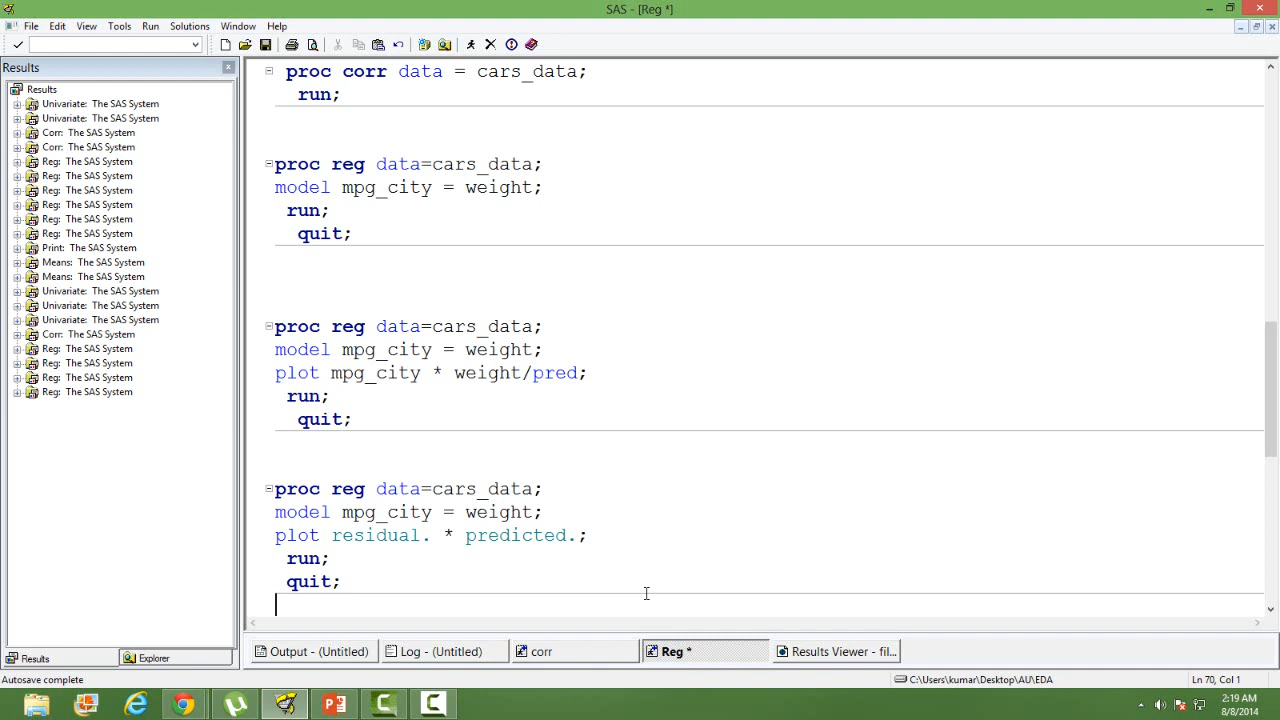 SAS - [Reg *]
File Edit View Tools Run Solutions Window Help
Results
Results
Univariate: The SAS System
Univariate: The SAS System
Corr: The SAS System
Corr: The SAS System
Reg: The SAS System
Reg: The SAS System
Reg: The SAS System
Reg: The SAS System
Reg: The SAS System
Reg: The SAS System
Print: The SAS System
Means: The SAS System
Means: The SAS System
Univariate: The SAS System
Univariate: The SAS System
Univariate: The SAS System
Corr: The SAS System
Reg: The SAS System
Reg: The SAS System
Reg: The SAS System
Reg: The SAS System
proc corr data = cars_data;
run;
proc reg data=cars_data;
model mpg_city = weight;
run;
quit;
proc reg data=cars_data;
model mpg_city = weight;
plot mpg_city * weight/pred;
run;
quit;
proc reg data=cars_data;
model mpg_city = weight;
plot residual. * predicted.;
run;
quit;
Results Explorer
Output - (Untitled) Log - (Untitled) corr Reg * Results Viewer - fil...
Autosave complete C:\Users\kumar\Desktop\AU\EDA Ln 70, Col 1
2:19 AM
8/8/2014